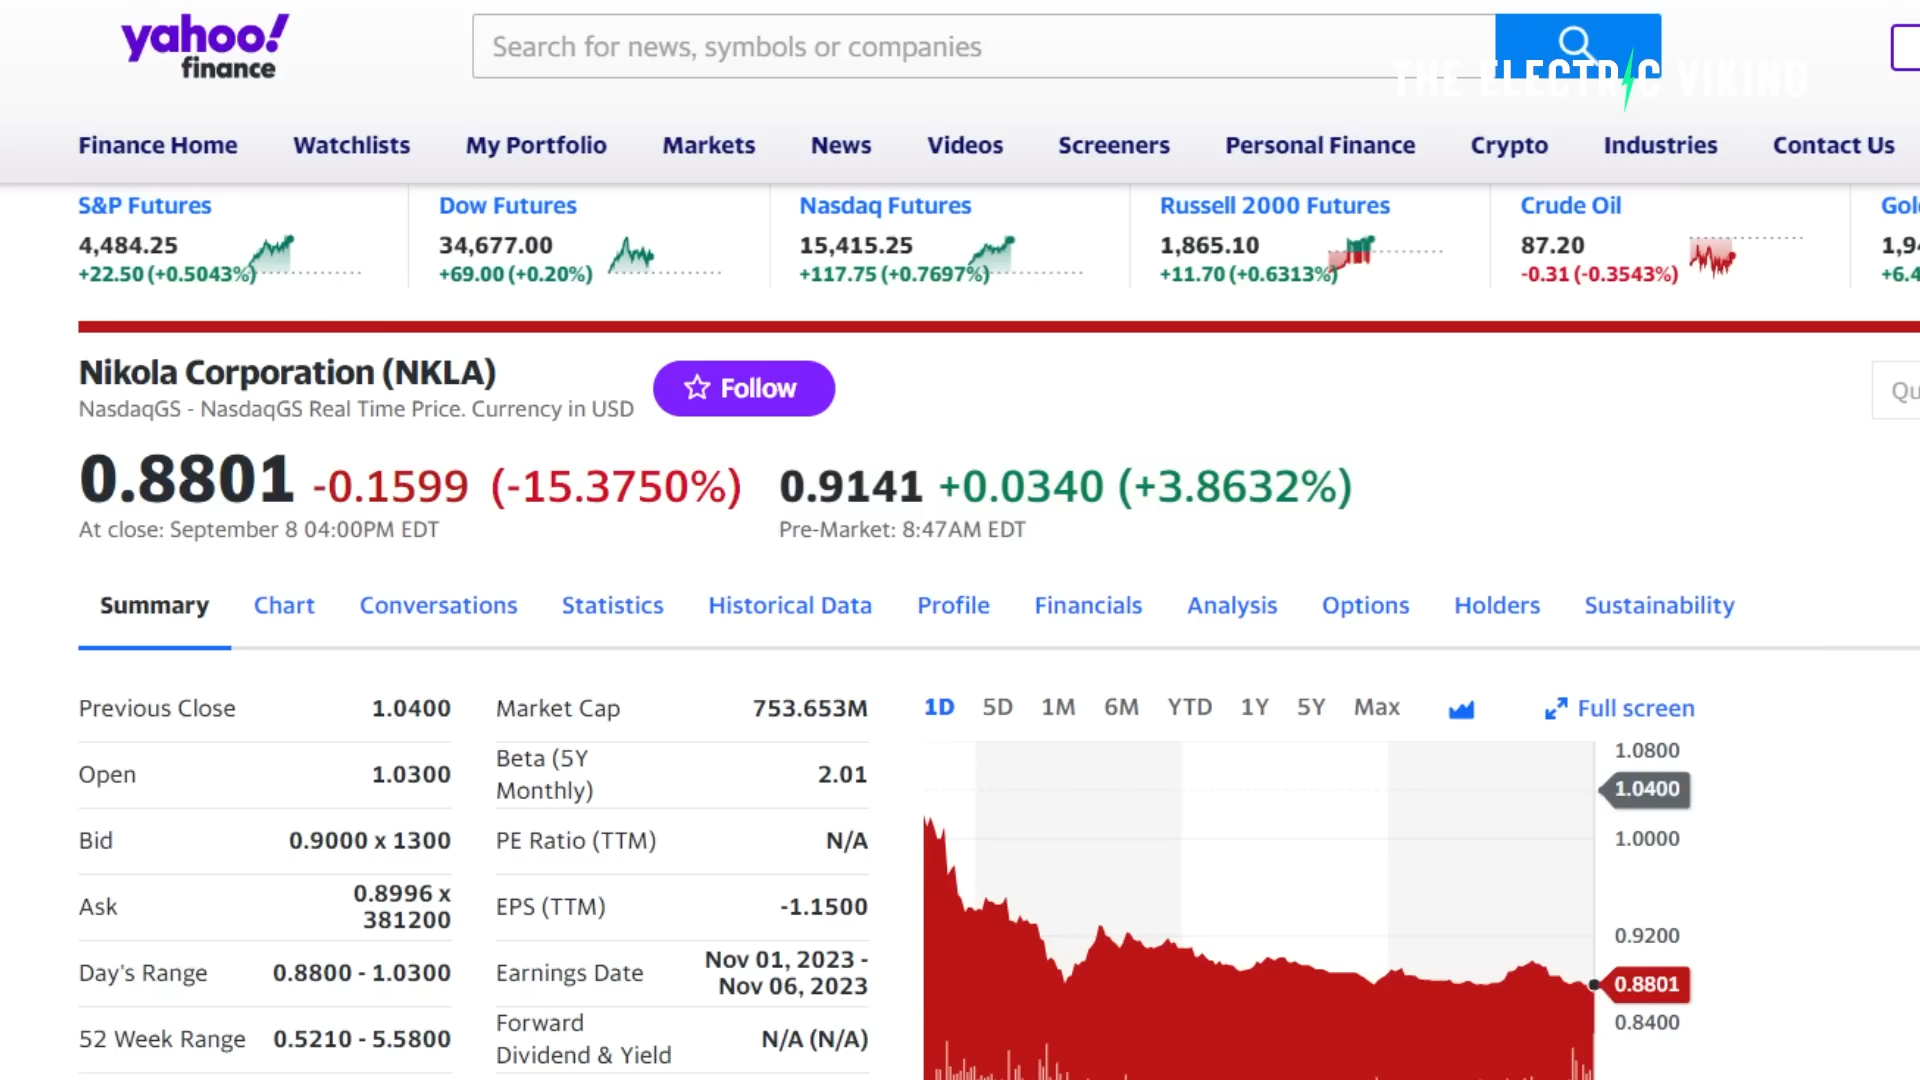 yahoo!
finance
Search for news, symbols or companies
THE ELECTRIC VIKING
Finance Home Watchlists My Portfolio Markets News Videos Screeners Personal Finance Crypto Industries Contact Us
S&P Futures
4,484.25
+22.50 (+0.5043%)
Dow Futures
34,677.00
+69.00 (+0.20%)
Nasdaq Futures
15,415.25
+117.75 (+0.7697%)
Russell 2000 Futures
1,865.10
+11.70 (+0.6313%)
Crude Oil
87.20
-0.31 (-0.3543%)
Gol
1,9
+6.4
Nikola Corporation (NKLA)
NasdaqGS - NasdaqGS Real Time Price. Currency in USD
Follow
Qu
0.8801 -0.1599 (-15.3750%)
At close: September 8 04:00PM EDT
0.9141 +0.0340 (+3.8632%)
Pre-Market: 8:47AM EDT
Summary Chart Conversations Statistics Historical Data Profile Financials Analysis Options Holders Sustainability
Previous Close 1.0400
Open 1.0300
Bid 0.9000 x 1300
Ask 0.8996 x
381200
Day's Range 0.8800 - 1.0300
52 Week Range 0.5210 - 5.5800
Market Cap 753.653M
Beta (5Y
Monthly) 2.01
PE Ratio (TTM) N/A
EPS (TTM) -1.1500
Earnings Date Nov 01, 2023 -
Nov 06, 2023
Forward
Dividend & Yield N/A (N/A)
1D 5D 1M 6M YTD 1Y 5Y Max Full screen
1.0800
1.0400
1.0000
0.9200
0.8801
0.8400